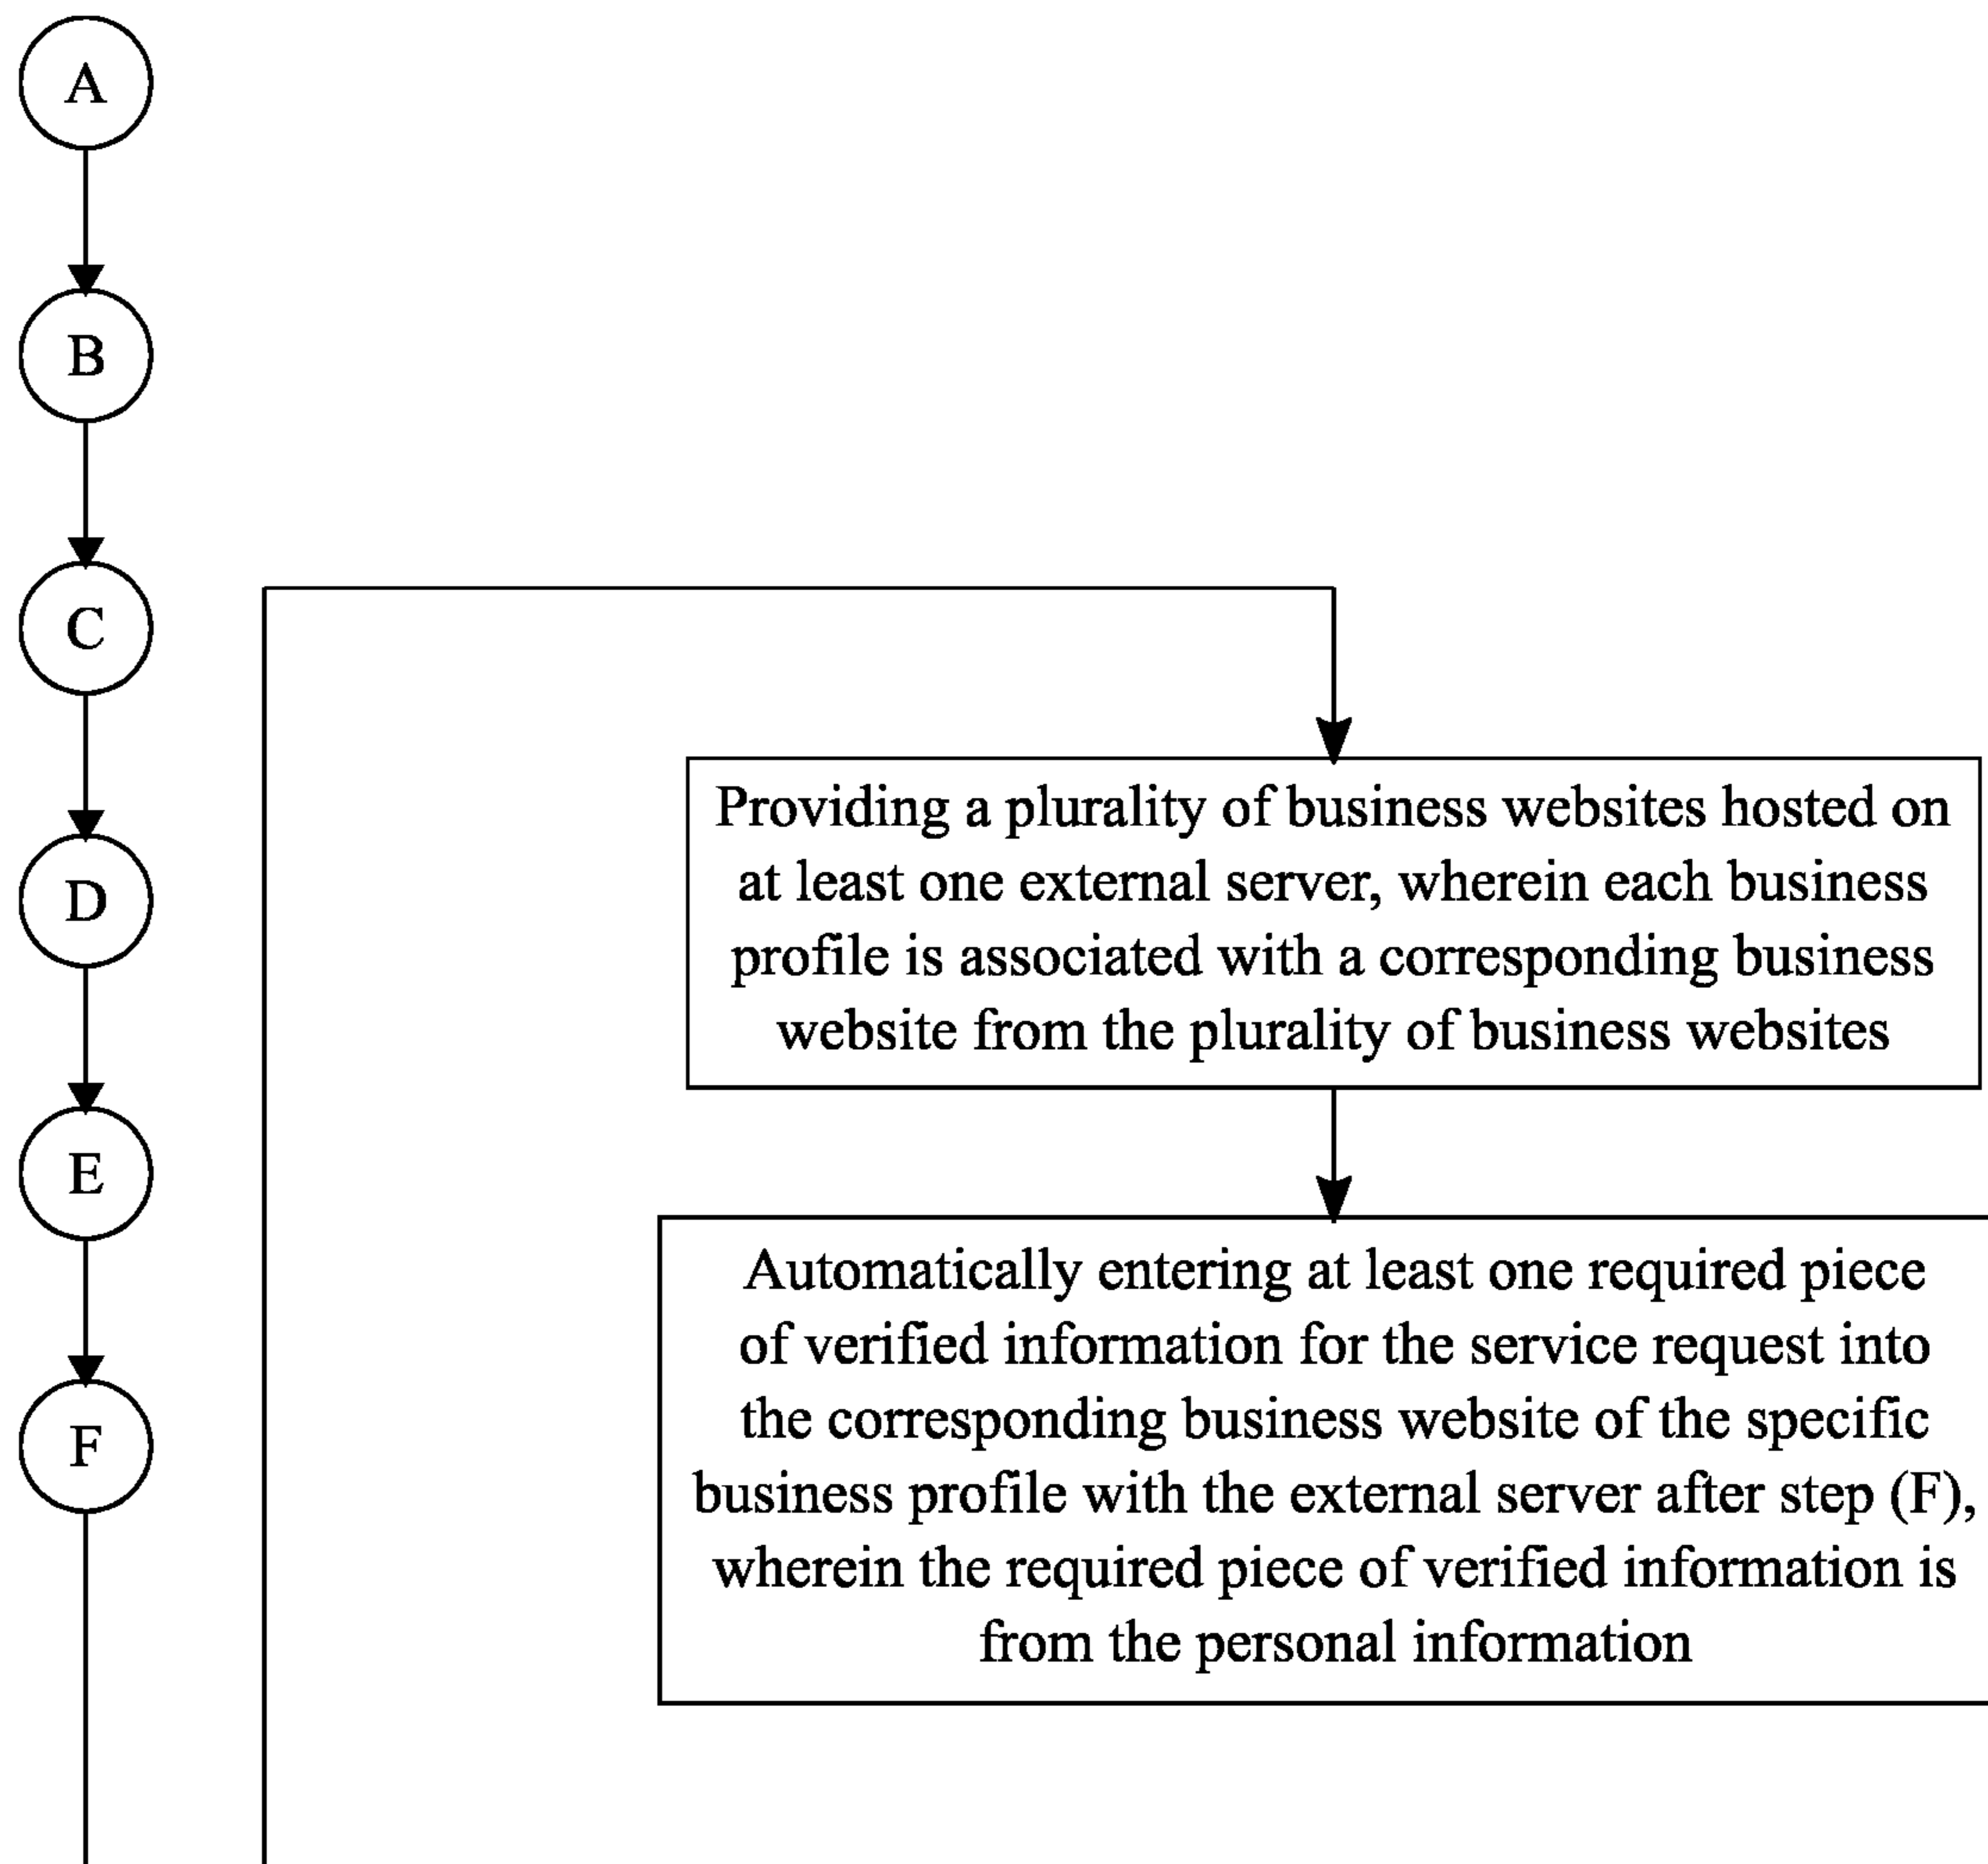 A
B
C
D
E
F
Providing a plurality of business websites hosted on
at least one external server, wherein each business
profile is associated with a corresponding business
website from the plurality of business websites
Automatically entering at least one required piece
of verified information for the service request into
the corresponding business website of the specific
business profile with the external server after step (F),
wherein the required piece of verified information is
from the personal information